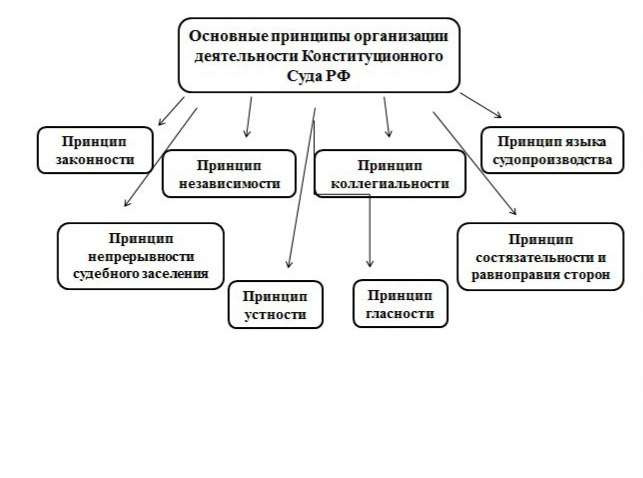 Основные принципы организации
деятельности Конституционного
Суда РФ
Принцип
законности
Принцип
независимости
Принцип
коллегиальности
Принцип языка
судопроизводства
Принцип
непрерывности
судебного заселения
Принцип
устности
Принцип
гласности
Принцип
состязательности и
равноправия сторон